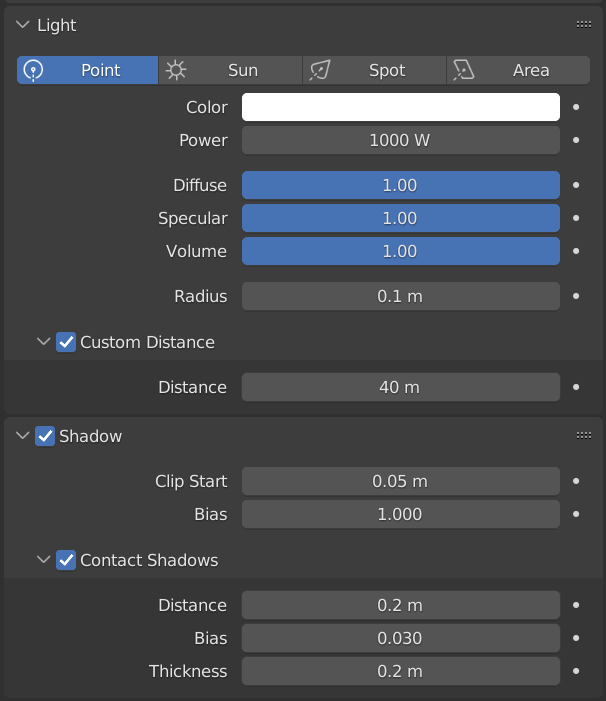 Light
Point Sun Spot Area
Color
Power 1000 W
Diffuse 1.00
Specular 1.00
Volume 1.00
Radius 0.1 m
Custom Distance
Distance 40 m
Shadow
Clip Start 0.05 m
Bias 1.000
Contact Shadows
Distance 0.2 m
Bias 0.030
Thickness 0.2 m